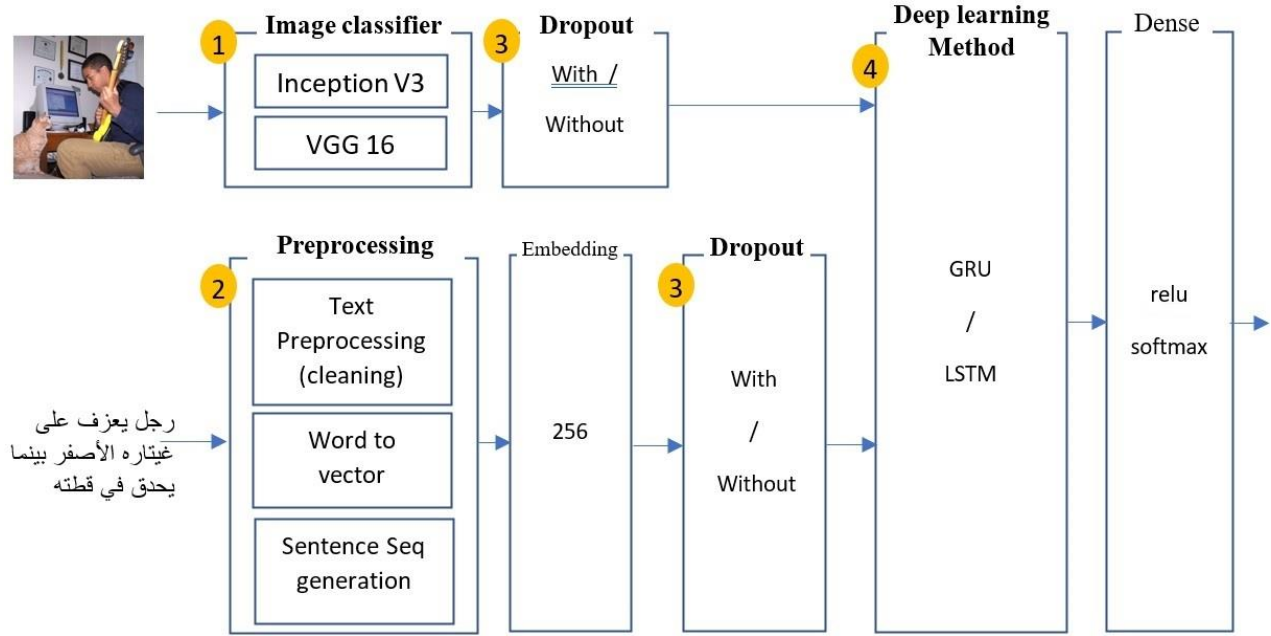 1
Image classifier
Inception V3
VGG 16
3
Dropout
With /
Without
رجل يعزف على
غيتاره الأصفر بينما
يحدق في قطته
2
Preprocessing
Text
Preprocessing
(cleaning)
Word to
vector
Sentence Seq
generation
Embedding
256
3
Dropout
With
/
Without
4
Deep learning
Method
GRU
/
LSTM
Dense
relu
softmax